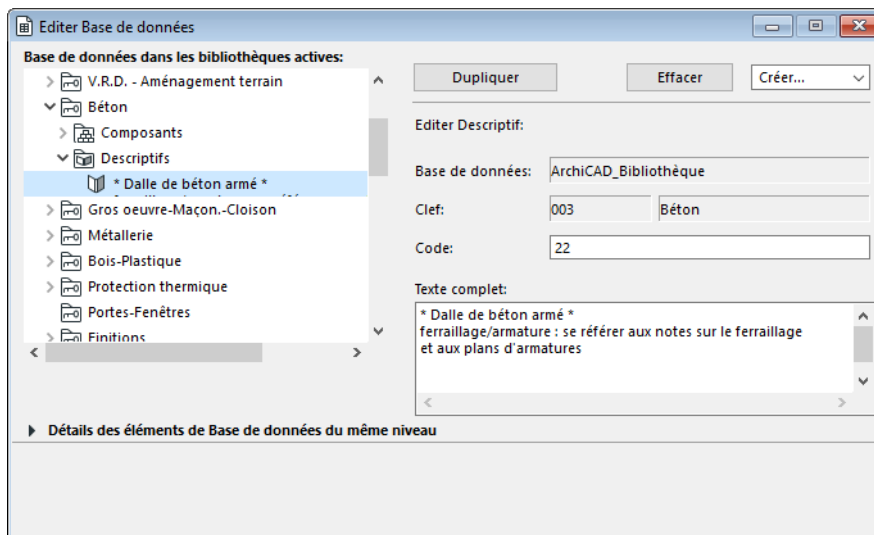 Editer Base de données
Base de données dans les bibliothèques actives:
V.R.D. - Aménagement terrain
Béton
Composants
Descriptifs
* Dalle de béton armé *
Gros oeuvre-Maçon.-Cloison
Métallerie
Bois-Plastique
Protection thermique
Portes-Fenêtres
Finitions
Dupliquer
Effacer
Créer...
Editer Descriptif:
Base de données: ArchiCAD_Bibliothèque
Clef: 003 Béton
Code: 22
Texte complet:
* Dalle de béton armé *
ferraillage/armature : se référer aux notes sur le ferraillage
et aux plans d'armatures
Détails des éléments de Base de données du même niveau